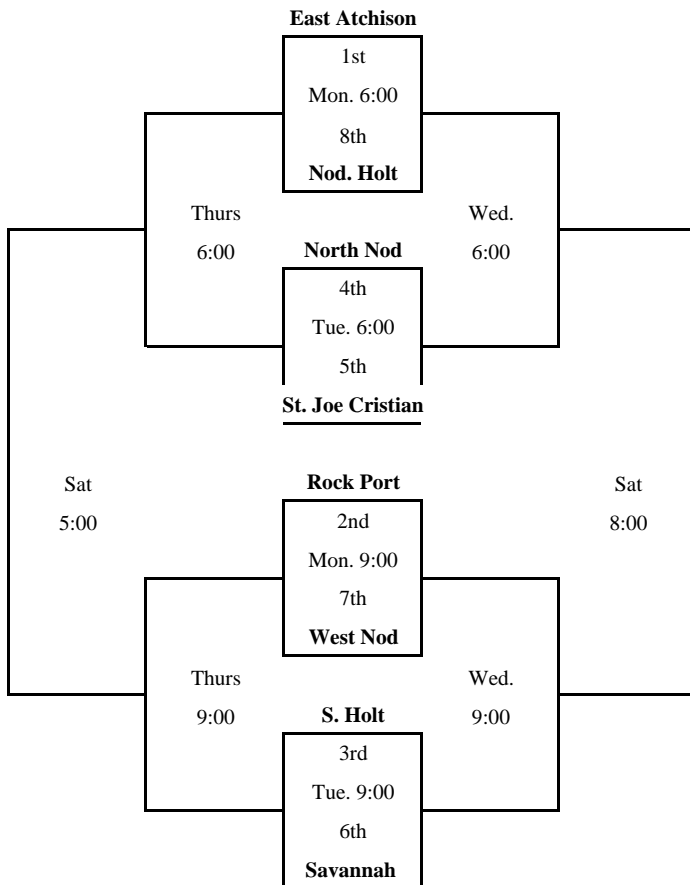 East Atchison
1st
Mon. 6:00
8th
Nod. Holt
Thurs
6:00
Wed.
6:00
North Nod
4th
Tue. 6:00
5th
St. Joe Cristian
Sat
5:00
Sat
8:00
Rock Port
2nd
Mon. 9:00
7th
West Nod
Thurs
9:00
Wed.
9:00
S. Holt
3rd
Tue. 9:00
6th
Savannah